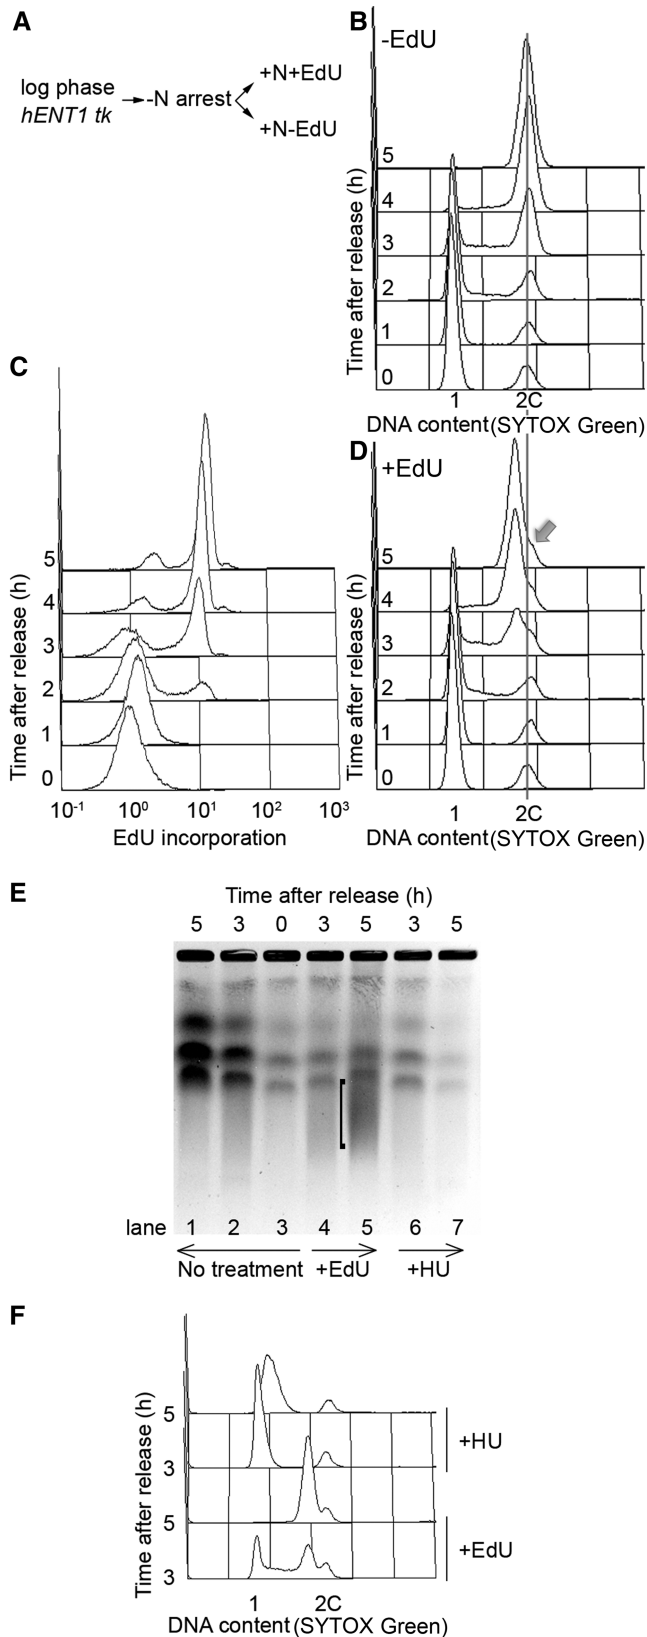 A
log phase
hENT1 tk
-N arrest
+N+EdU
+N-EdU
B
-EdU
Time after release (h)
5
4
3
2
1
0
1
2C
DNA content(SYTOX Green)
C
Time after release (h)
5
4
3
2
1
0
10-1
100
101
102
103
EdU incorporation
D
+EdU
Time after release (h)
5
4
3
2
1
0
1
2C
DNA content(SYTOX Green)
E
Time after release (h)
5 3 0 3 5 3 5
lane 1 2 3 4 5 6 7
No treatment +EdU +HU
F
Time after release (h)
5
3
5
3
+HU
+EdU
1
2C
DNA content(SYTOX Green)